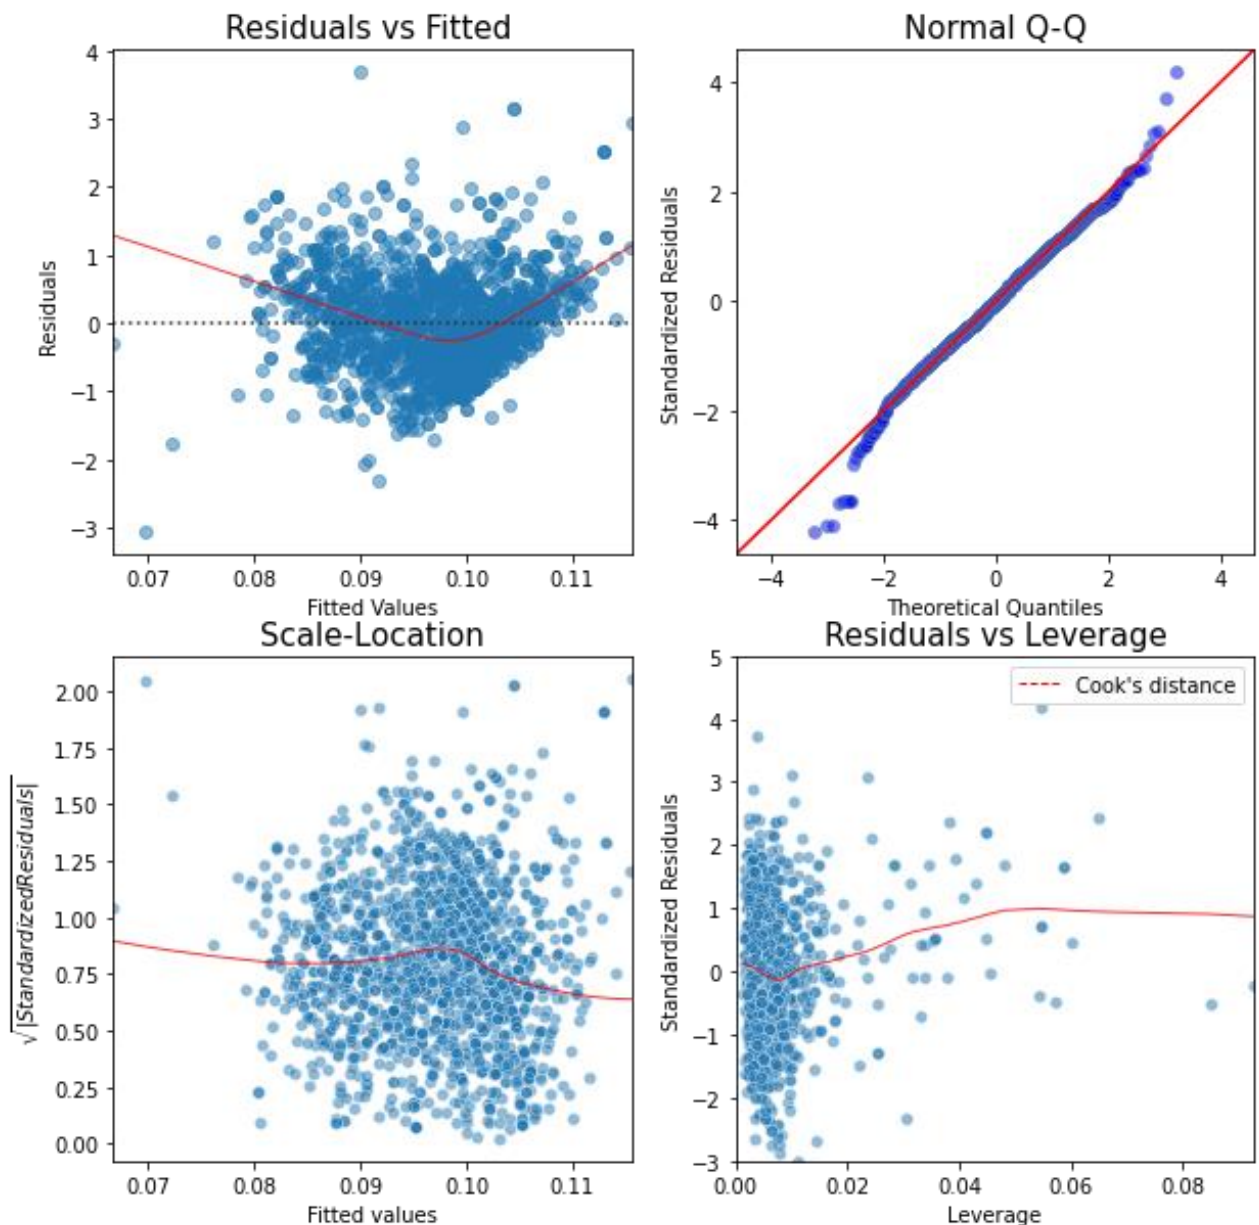 Residuals vs Fitted
4
3
2
1
0
−1
−2
−3
Residuals
0.07 0.08 0.09 0.10 0.11
Fitted Values
Normal Q-Q
4
2
0
−2
−4
Standardized Residuals
−4 −2 0 2 4
Theoretical Quantiles
Scale-Location
2.00
1.75
1.50
1.25
1.00
0.75
0.50
0.25
0.00
√|StandardizedResiduals|
0.07 0.08 0.09 0.10 0.11
Fitted values
Residuals vs Leverage
Cook's distance
5
4
3
2
1
0
−1
−2
−3
Standardized Residuals
0.00 0.02 0.04 0.06 0.08
Leverage